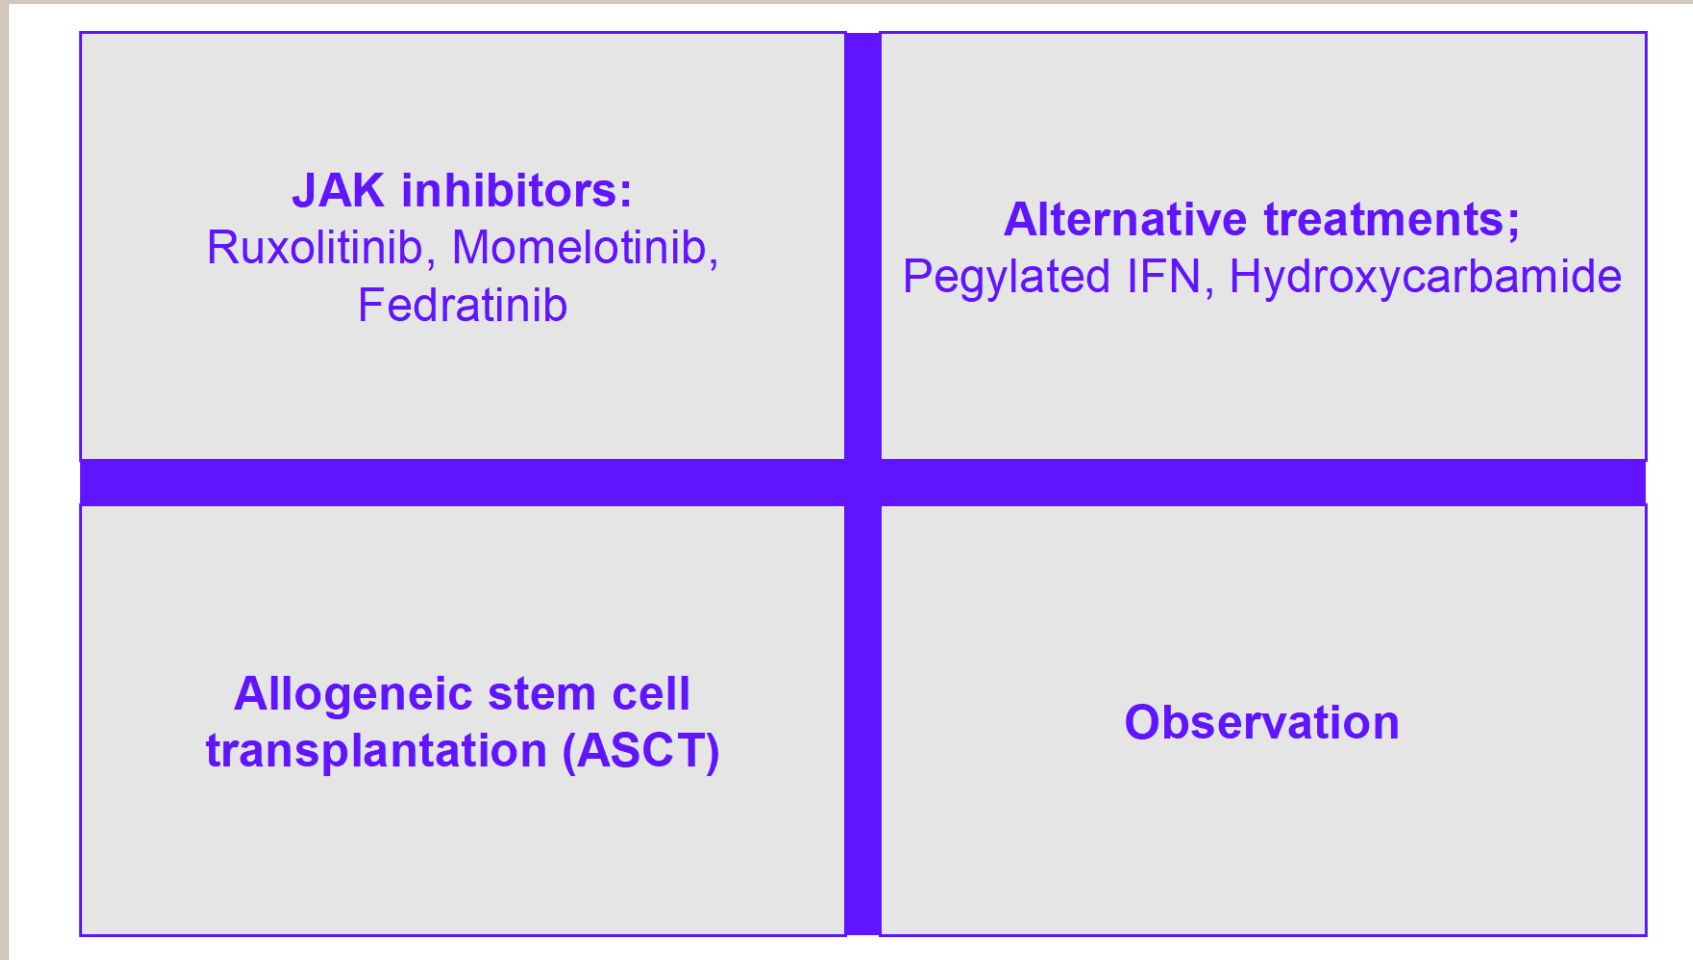 JAK inhibitors:
Ruxolitinib, Momelotinib,
Fedratinib
Alternative treatments;
Pegylated IFN, Hydroxycarbamide
Allogeneic stem cell
transplantation (ASCT)
Observation